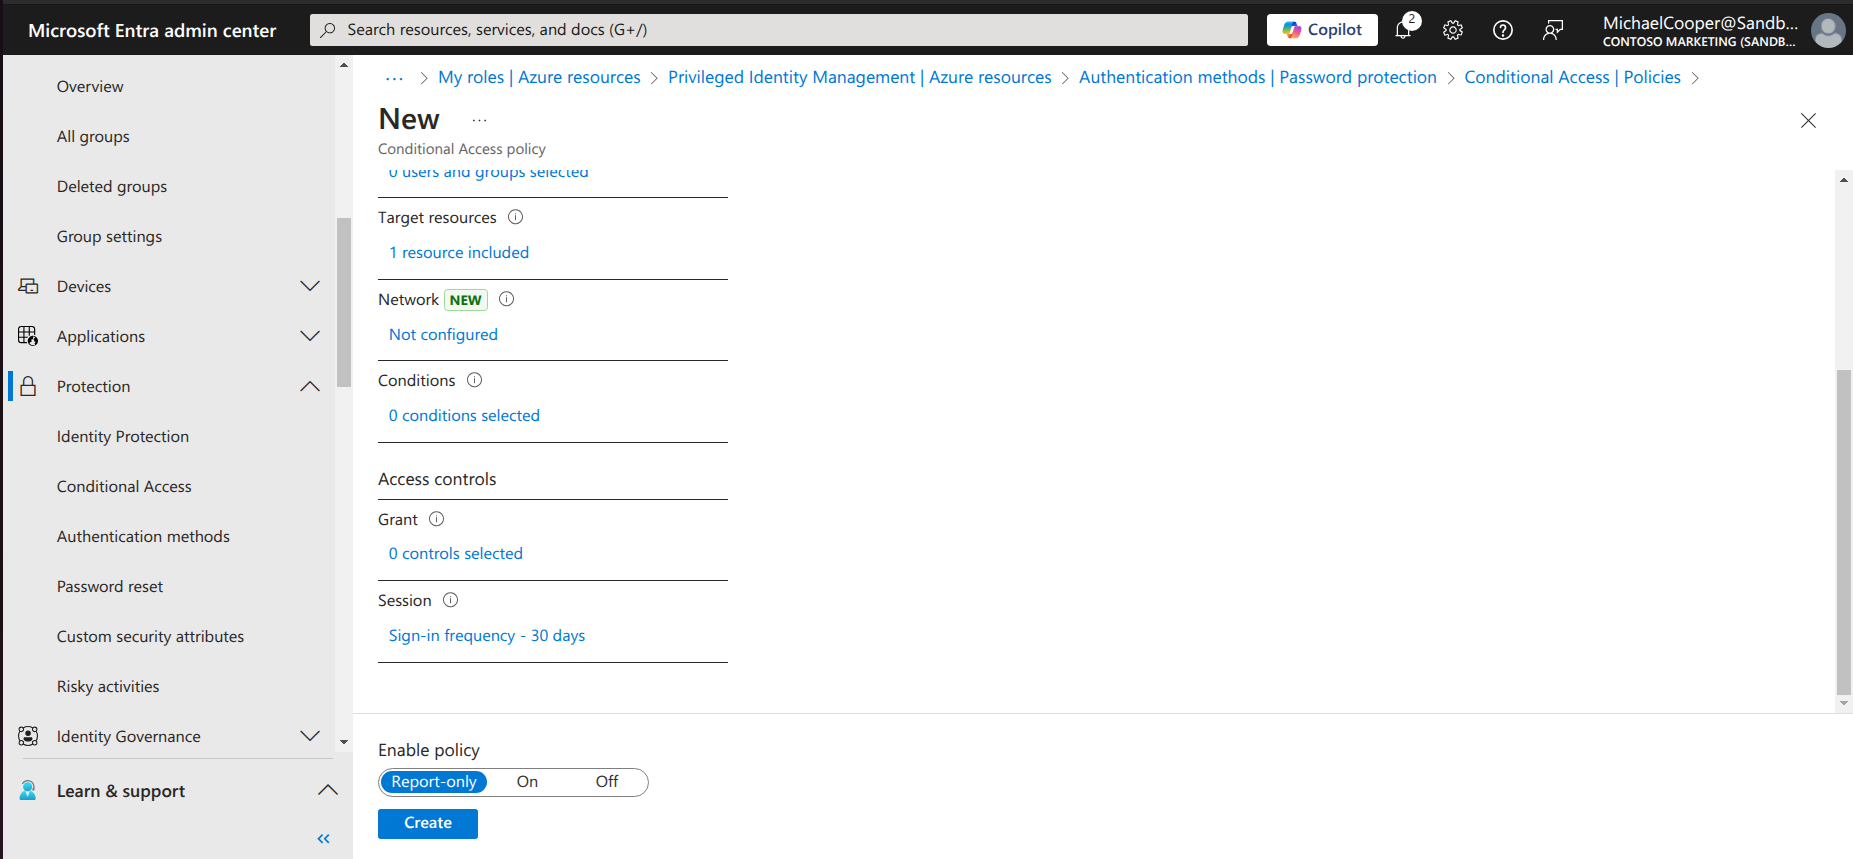 Microsoft Entra admin center
Search resources, services, and docs (G+/)
Copilot
2
MichaelCooper@Sandb...
CONTOSO MARKETING (SANDB...
Overview
All groups
Deleted groups
Group settings
Devices
Applications
Protection
Identity Protection
Conditional Access
Authentication methods
Password reset
Custom security attributes
Risky activities
Identity Governance
Learn & support
«
... > My roles | Azure resources > Privileged Identity Management | Azure resources > Authentication methods | Password protection > Conditional Access | Policies >
New ...
Conditional Access policy
0 users and groups selected
Target resources
1 resource included
Network NEW
Not configured
Conditions
0 conditions selected
Access controls
Grant
0 controls selected
Session
Sign-in frequency - 30 days
Enable policy
Report-only On Off
Create